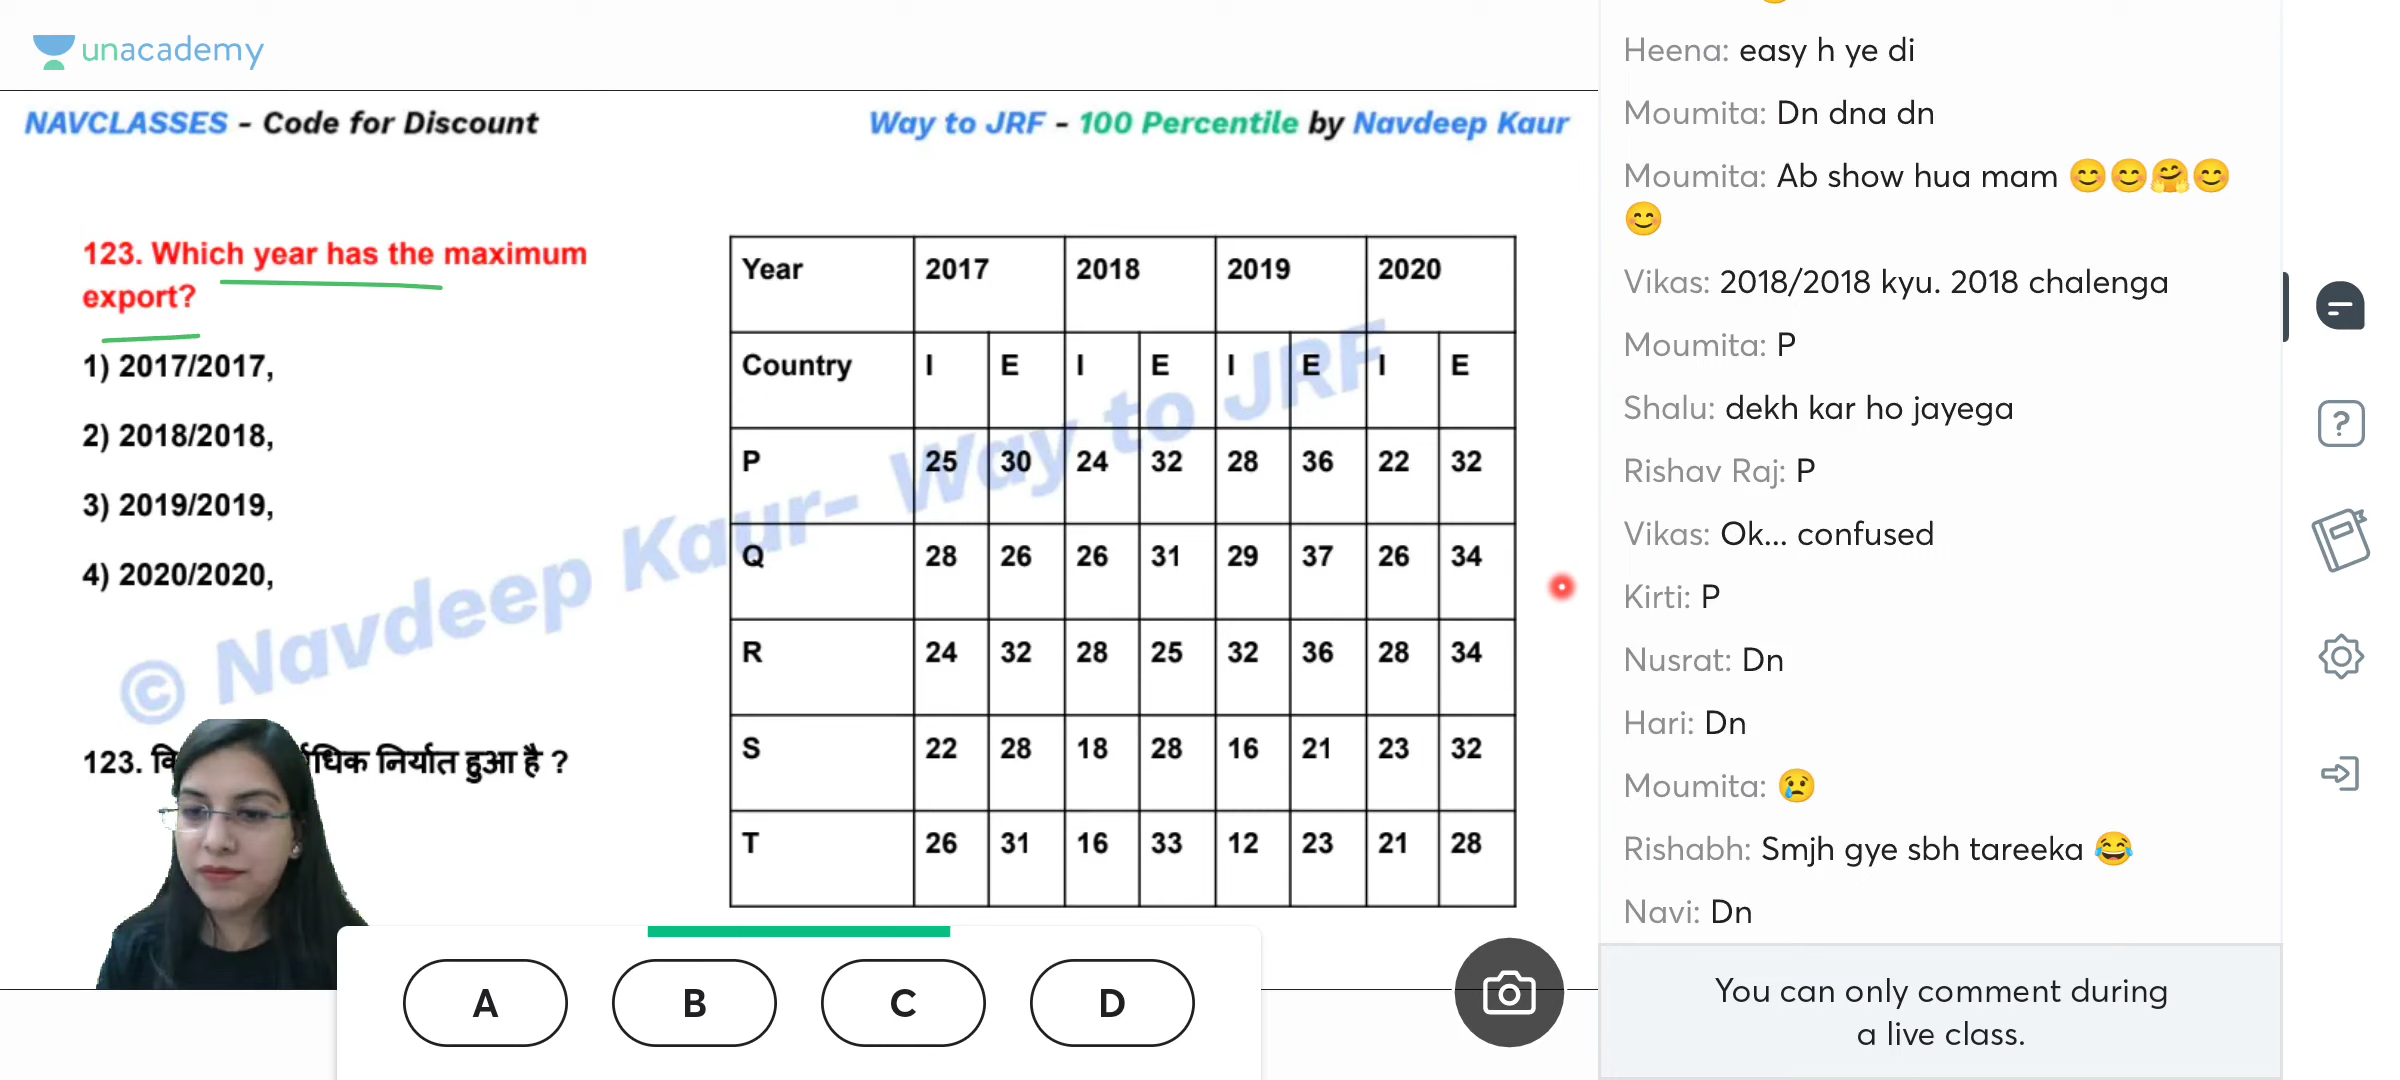 unacademy
NAVCLASSES - Code for Discount
Way to JRF - 100 Percentile by Navdeep Kaur
123. Which year has the maximum
export?
1) 2017/2017,
2) 2018/2018,
3) 2019/2019,
4) 2020/2020,
123. धिक निर्यात हुआ है ?
Year 2017 2018 2019 2020
Country I E I E I E I E
P 25 30 24 32 28 36 22 32
Q 28 26 26 31 29 37 26 34
R 24 32 28 25 32 36 28 34
S 22 28 18 28 16 21 23 32
T 26 31 16 33 12 23 21 28
© Navdeep Kaur- Way to JRF
A B C D
Heena: easy h ye di
Moumita: Dn dna dn
Moumita: Ab show hua mam 😊😊🤗😊
😊
Vikas: 2018/2018 kyu. 2018 chalenga
Moumita: P
Shalu: dekh kar ho jayega
Rishav Raj: P
Vikas: Ok... confused
Kirti: P
Nusrat: Dn
Hari: Dn
Moumita: 😢
Rishabh: Smjh gye sbh tareeka 😂
Navi: Dn
You can only comment during
a live class.
?